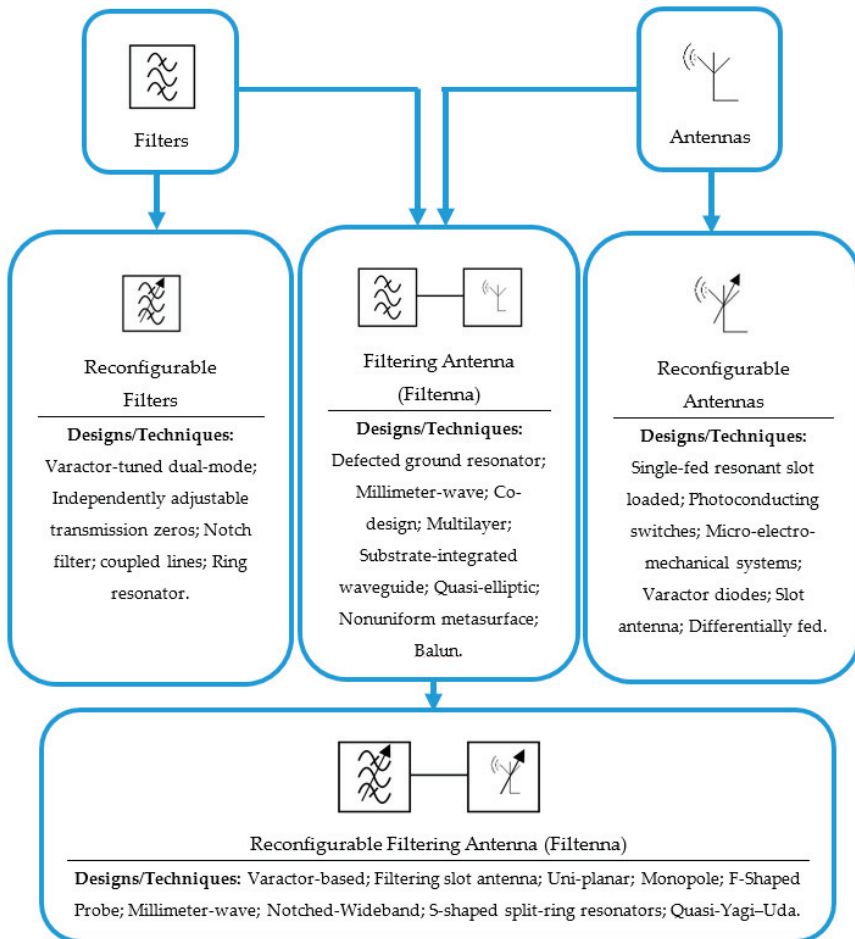 Filters
Antennas
Reconfigurable
Filters
Designs/Techniques:
Varactor-tuned dual-mode;
Independently adjustable
transmission zeros; Notch
filter; coupled lines; Ring
resonator.
Filtering Antenna
(Filtenna)
Designs/Techniques:
Defected ground resonator;
Millimeter-wave; Co-
design; Multilayer;
Substrate-integrated
waveguide; Quasi-elliptic;
Nonuniform metasurface;
Balun.
Reconfigurable
Antennas
Designs/Techniques:
Single-fed resonant slot
loaded; Photoconducting
switches; Micro-electro-
mechanical systems;
Varactor diodes; Slot
antenna; Differentially fed.
Reconfigurable Filtering Antenna (Filtenna)
Designs/Techniques: Varactor-based; Filtering slot antenna; Uni-planar; Monopole; F-Shaped
Probe; Millimeter-wave; Notched-Wideband; S-shaped split-ring resonators; Quasi-Yagi–Uda.